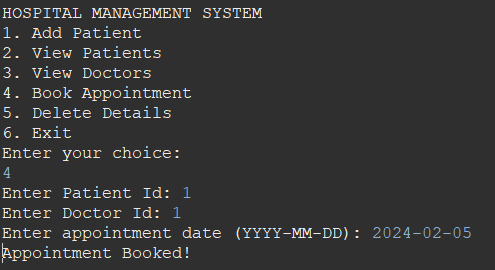 HOSPITAL MANAGEMENT SYSTEM
1. Add Patient
2. View Patients
3. View Doctors
4. Book Appointment
5. Delete Details
6. Exit
Enter your choice:
4
Enter Patient Id: 1
Enter Doctor Id: 1
Enter appointment date (YYYY-MM-DD): 2024-02-05
Appointment Booked!